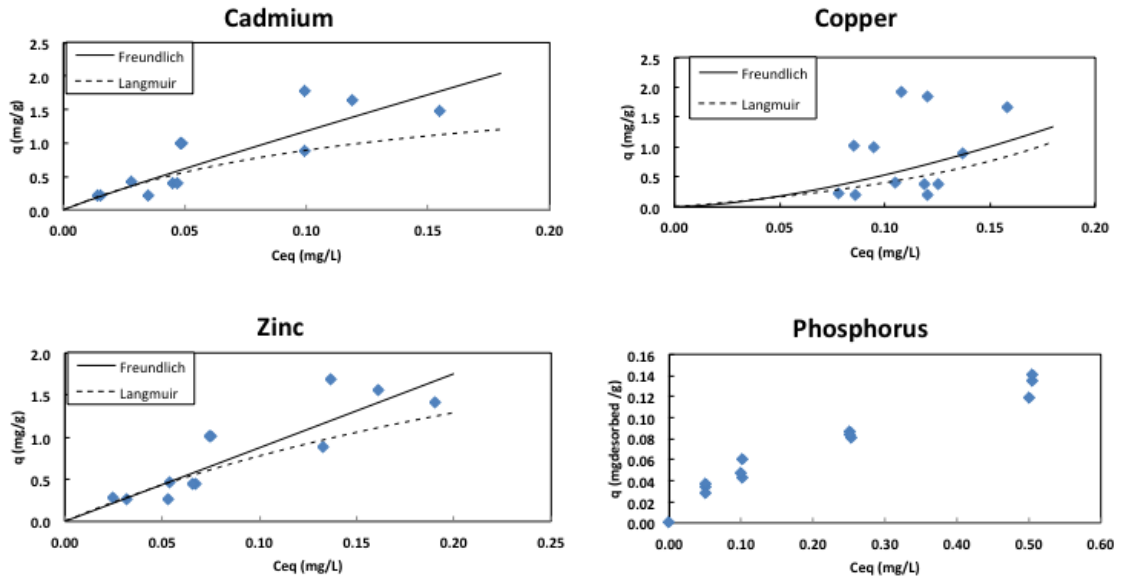 Cadmium
2.5
2.0
1.5
1.0
0.5
0.0
q (mg/g)
Freundlich
Langmuir
0.00 0.05 0.10 0.15 0.20
Ceq (mg/L)
Copper
2.5
2.0
1.5
1.0
0.5
0.0
q (mg/g)
Freundlich
Langmuir
0.00 0.05 0.10 0.15 0.20
Ceq (mg/L)
Zinc
2.0
1.5
1.0
0.5
0.0
q (mg/g)
Freundlich
Langmuir
0.00 0.05 0.10 0.15 0.20 0.25
Ceq (mg/L)
Phosphorus
0.16
0.14
0.12
0.10
0.08
0.06
0.04
0.02
0.00
q (mgdesorbed /g)
0.00 0.10 0.20 0.30 0.40 0.50 0.60
Ceq (mg/L)